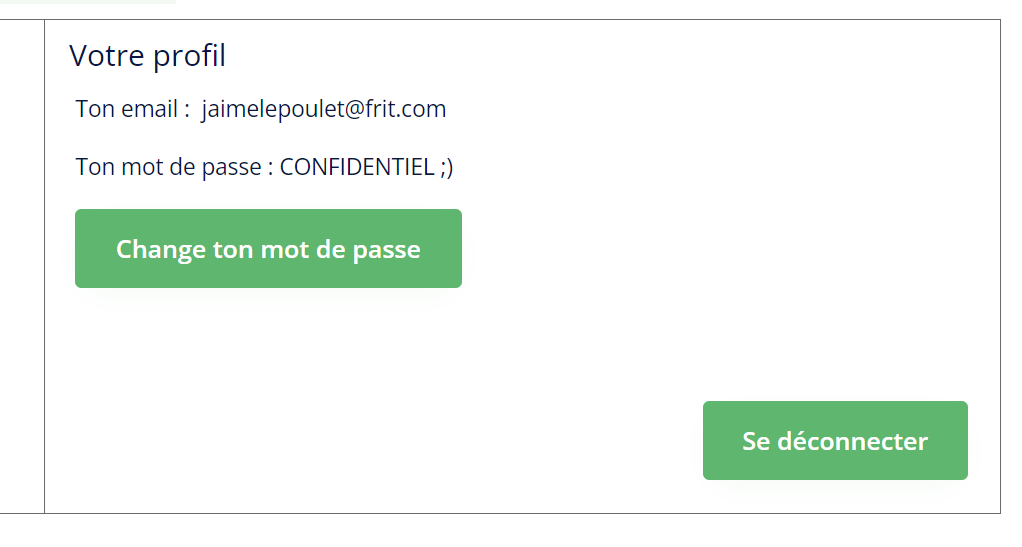 Votre profil
Ton email : jaimelepoulet@frit.com
Ton mot de passe : CONFIDENTIEL ;)
Change ton mot de passe
Se déconnecter